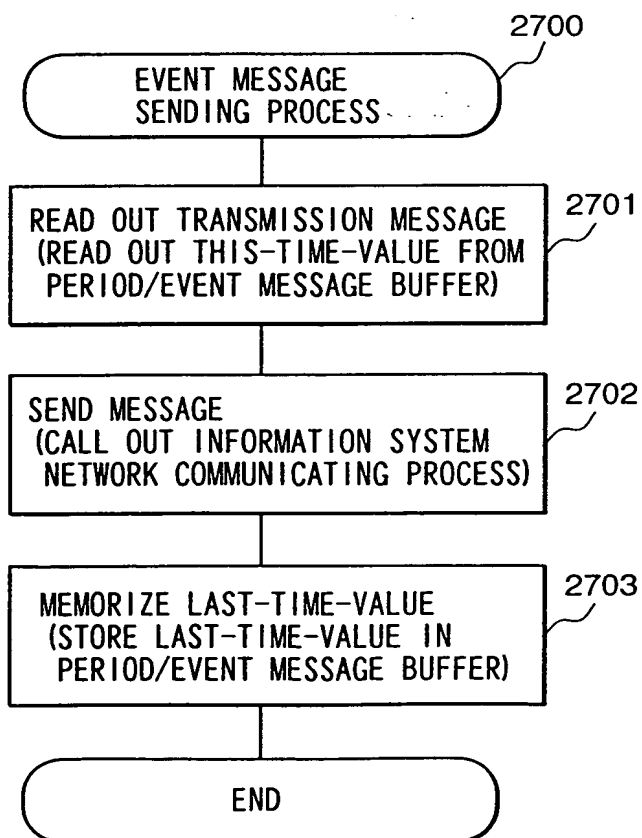 2700
EVENT MESSAGE
SENDING PROCESS
2701
READ OUT TRANSMISSION MESSAGE
(READ OUT THIS-TIME-VALUE FROM
PERIOD/EVENT MESSAGE BUFFER)
2702
SEND MESSAGE
(CALL OUT INFORMATION SYSTEM
NETWORK COMMUNICATING PROCESS)
2703
MEMORIZE LAST-TIME-VALUE
(STORE LAST-TIME-VALUE IN
PERIOD/EVENT MESSAGE BUFFER)
END